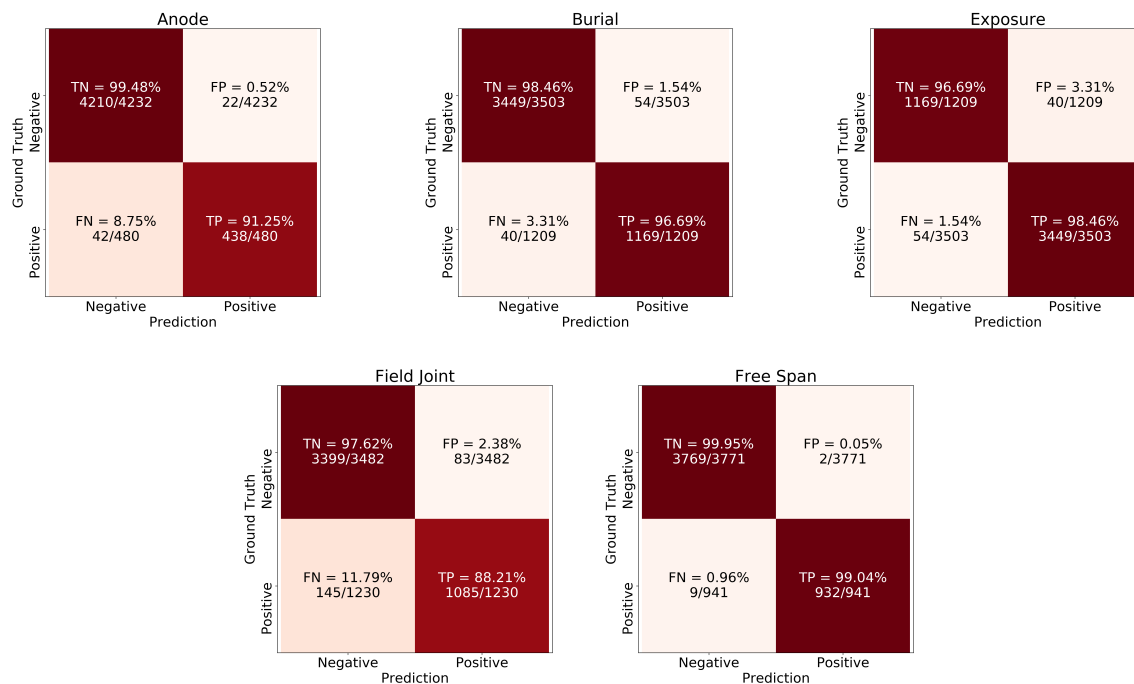 Anode
TN = 99.48%
4210/4232
FP = 0.52%
22/4232
FN = 8.75%
42/480
TP = 91.25%
438/480
Ground Truth
Negative
Positive
Negative
Positive
Prediction
Burial
TN = 98.46%
3449/3503
FP = 1.54%
54/3503
FN = 3.31%
40/1209
TP = 96.69%
1169/1209
Ground Truth
Negative
Positive
Negative
Positive
Prediction
Exposure
TN = 96.69%
1169/1209
FP = 3.31%
40/1209
FN = 1.54%
54/3503
TP = 98.46%
3449/3503
Ground Truth
Negative
Positive
Negative
Positive
Prediction
Field Joint
TN = 97.62%
3399/3482
FP = 2.38%
83/3482
FN = 11.79%
145/1230
TP = 88.21%
1085/1230
Ground Truth
Negative
Positive
Negative
Positive
Prediction
Free Span
TN = 99.95%
3769/3771
FP = 0.05%
2/3771
FN = 0.96%
9/941
TP = 99.04%
932/941
Ground Truth
Negative
Positive
Negative
Positive
Prediction